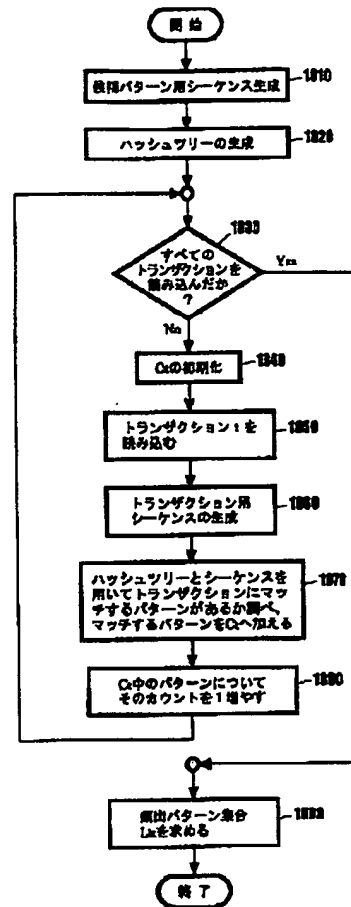 開始
候補パターン用シーケンス生成
1810
ハッシュツリーの生成
1820
1830
すべての
トランザクションを
読み込んだか
?
Yes
No
Ctの初期化
1840
トランザクション t を
読み込む
1850
トランザクション用
シーケンスの生成
1860
ハッシュツリーとシーケンスを
用いてトランザクションにマッ
チするパターンがあるか調べ、
マッチするパターンをCtへ加える
1870
Ct中のパターンについて
そのカウントを1増やす
1880
頻出パターン集合
Lkを求める
終了